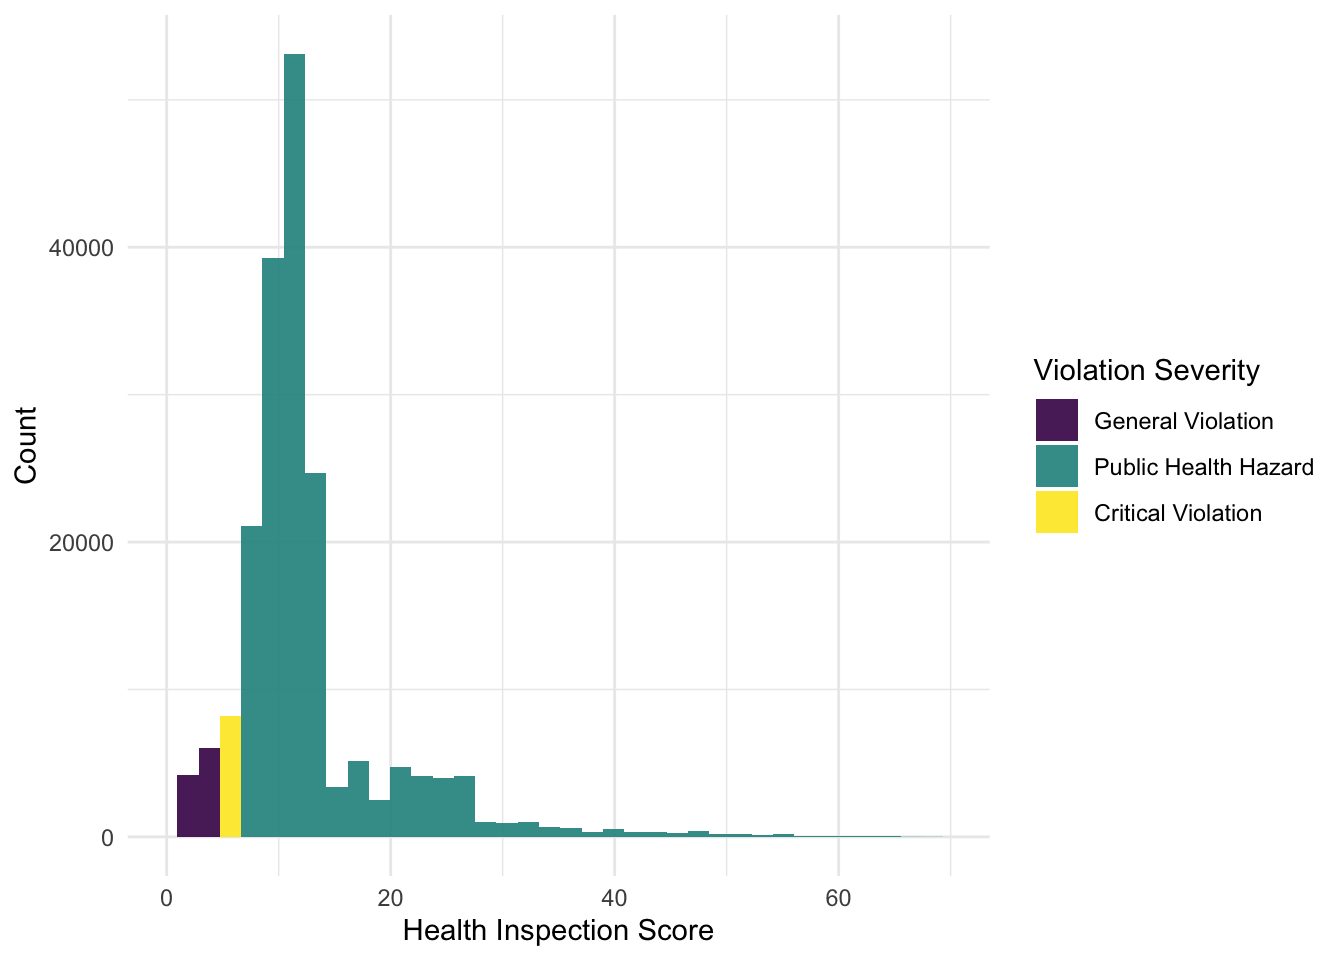 40000
20000
0
0 20 40 60
Health Inspection Score
Count
Violation Severity
General Violation
Public Health Hazard
Critical Violation